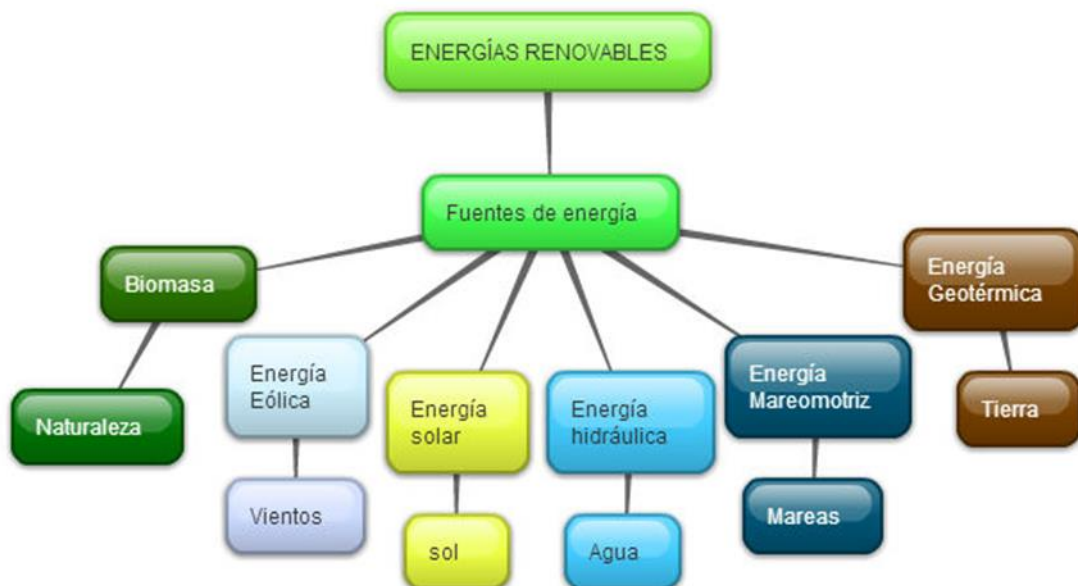 ENERGÍAS RENOVABLES
Fuentes de energía
Biomasa
Naturaleza
Energía
Eólica
Vientos
Energía
solar
sol
Energía
hidráulica
Agua
Energía
Mareomotriz
Mareas
Energía
Geotérmica
Tierra